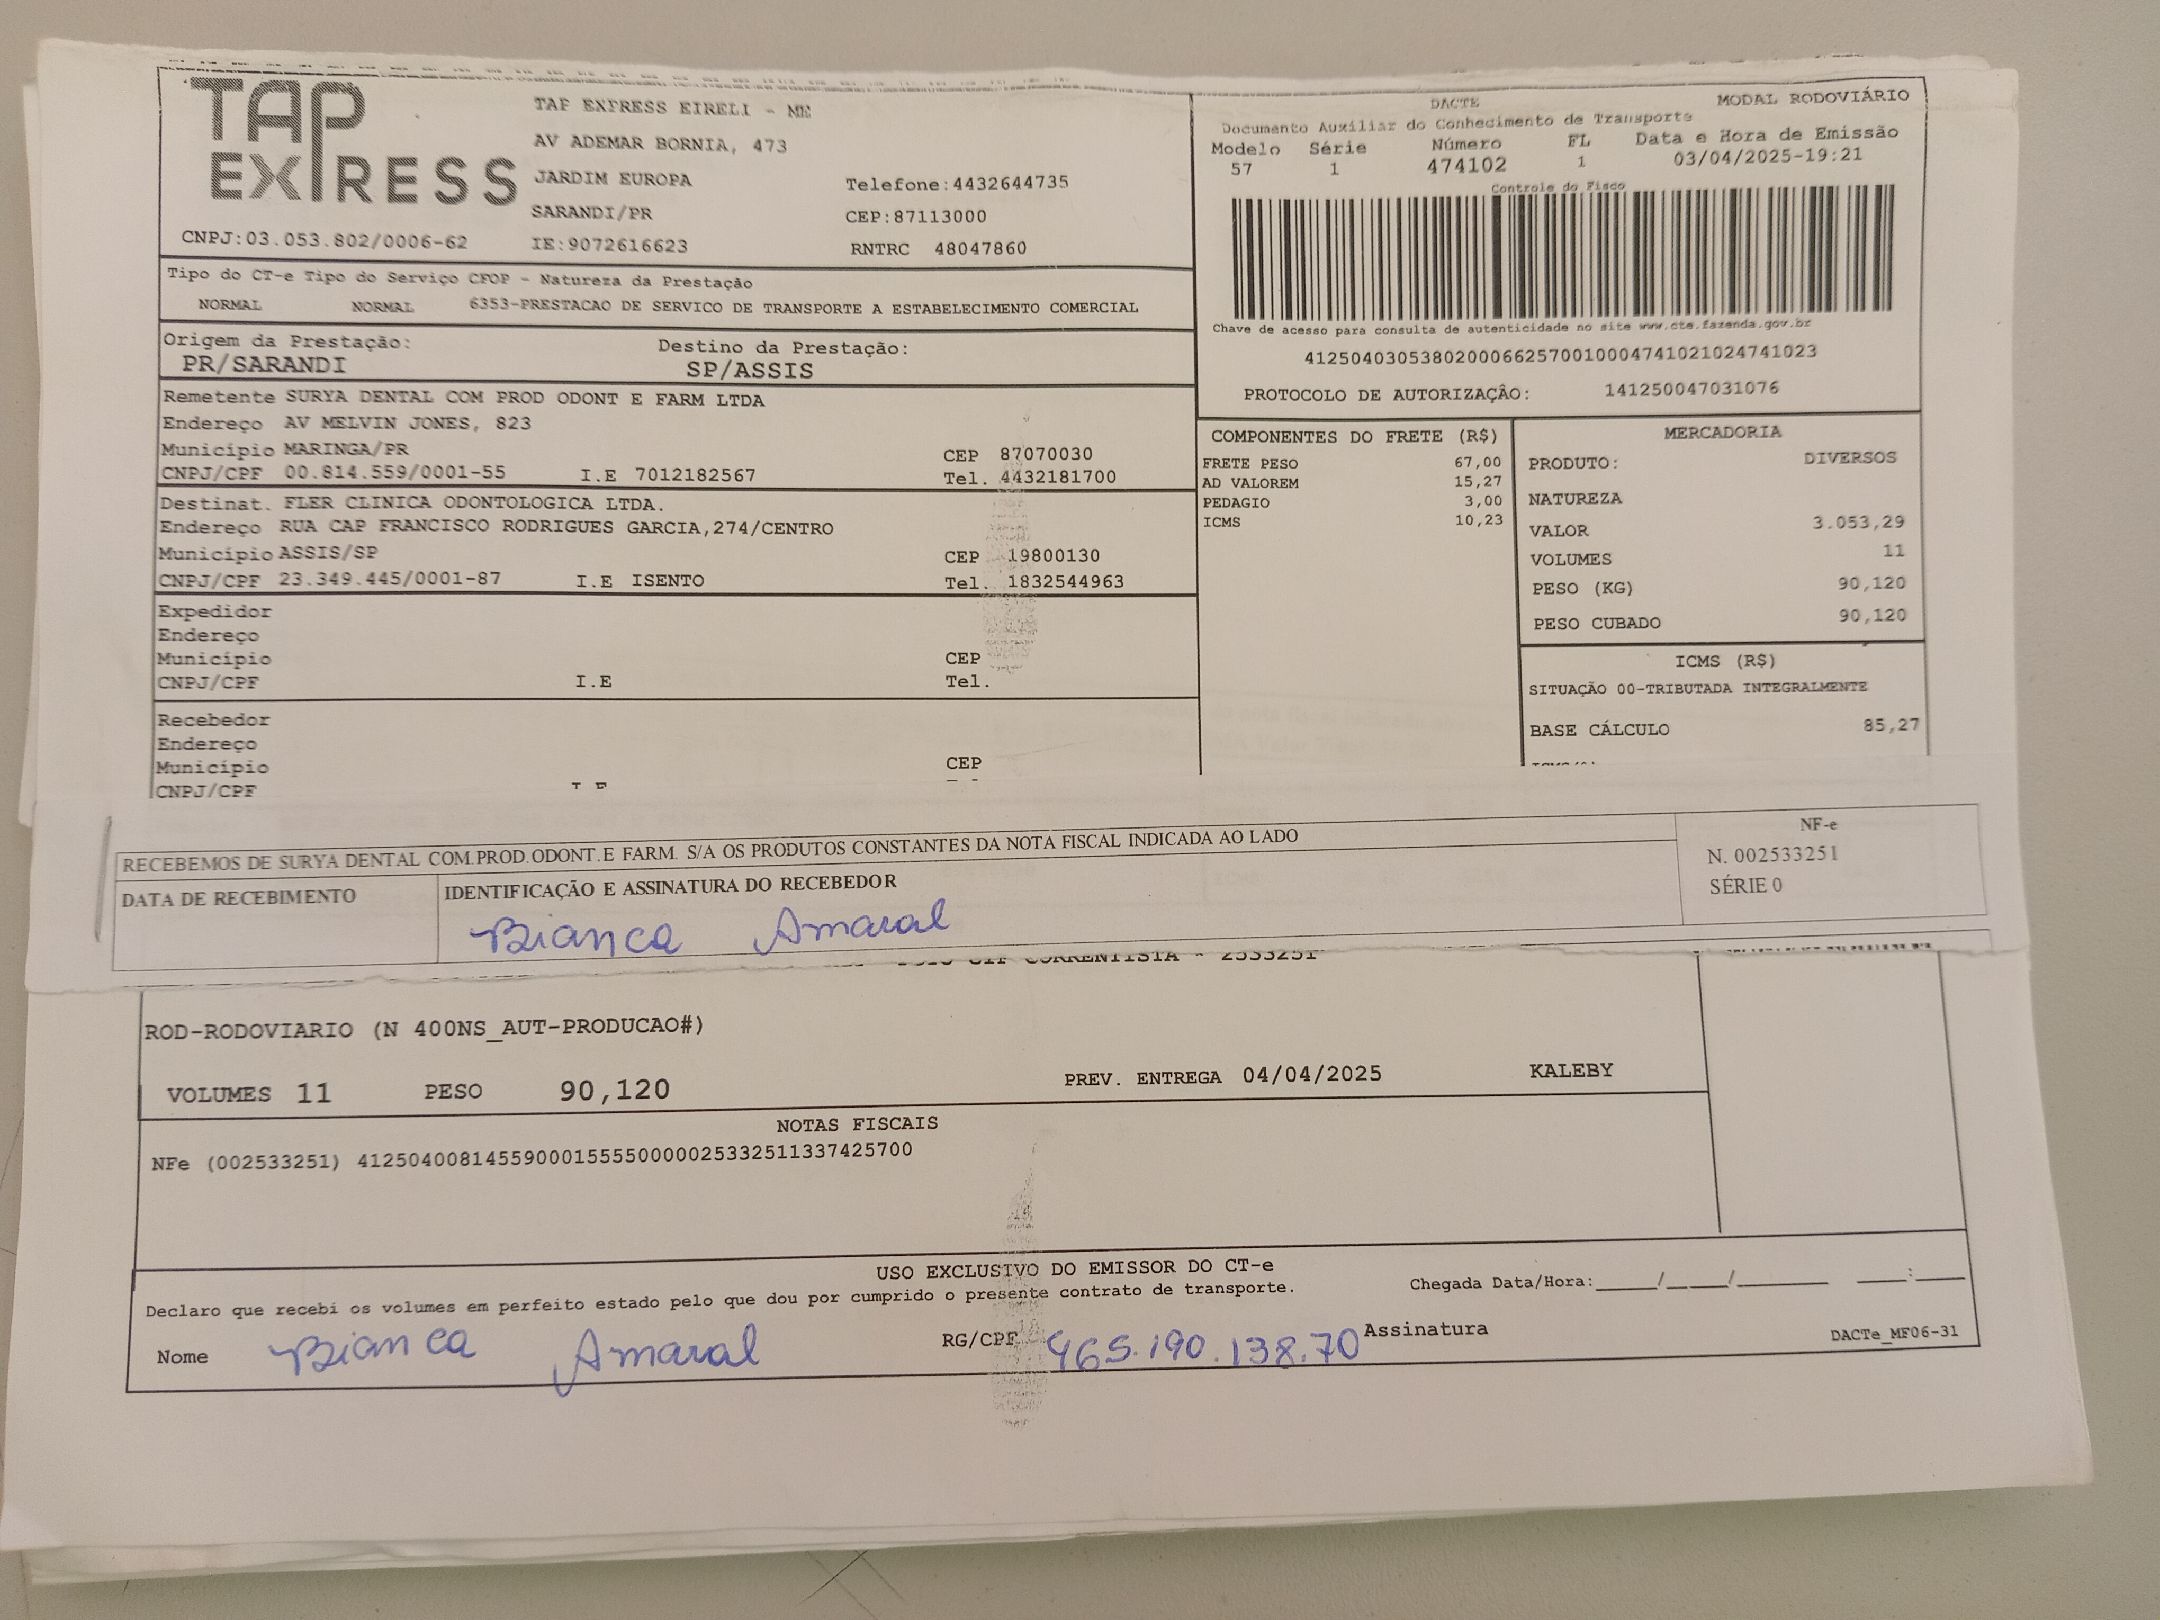 TAP
EXPRESS
TAP EXPRESS EIRELI - ME
AV ADEMAR BORNIA, 473
JARDIM EUROPA
Telefone:4432644735
SARANDI/PR
CEP:87113000
CNPJ:03.053.802/0006-62
IE:9072616623
RNTRC 48047860
DACTE
MODAL RODOVIÁRIO
Documento Auxiliar do Conhecimento de Transporte
Modelo Série Número FL Data e Hora de Emissão
57 1 474102 1 03/04/2025-19:21
Controle do Fisco
Chave de acesso para consulta de autenticidade no site www.cte.fazenda.gov.br
41250403053802000662570010004741021024741023
PROTOCOLO DE AUTORIZAÇÃO: 141250047031076
Tipo do CT-e Tipo do Serviço CFOP - Natureza da Prestação
NORMAL NORMAL 6353-PRESTACAO DE SERVICO DE TRANSPORTE A ESTABELECIMENTO COMERCIAL
Origem da Prestação: Destino da Prestação:
PR/SARANDI SP/ASSIS
Remetente SURYA DENTAL COM PROD ODONT E FARM LTDA
Endereço AV MELVIN JONES, 823
Município MARINGA/PR CEP 87070030
CNPJ/CPF 00.814.559/0001-55 I.E 7012182567 Tel. 4432181700
Destinat. FLER CLINICA ODONTOLOGICA LTDA.
Endereço RUA CAP FRANCISCO RODRIGUES GARCIA,274/CENTRO
Município ASSIS/SP CEP 19800130
CNPJ/CPF 23.349.445/0001-87 I.E ISENTO Tel. 1832544963
Expedidor
Endereço
Município CEP
CNPJ/CPF I.E Tel.
Recebedor
Endereço
Município CEP
CNPJ/CPF
COMPONENTES DO FRETE (R$)
FRETE PESO 67,00
AD VALOREM 15,27
PEDAGIO 3,00
ICMS 10,23
MERCADORIA
PRODUTO: DIVERSOS
NATUREZA
VALOR 3.053,29
VOLUMES 11
PESO (KG) 90,120
PESO CUBADO 90,120
ICMS (R$)
SITUAÇÃO 00-TRIBUTADA INTEGRALMENTE
BASE CÁLCULO 85,27
RECEBEMOS DE SURYA DENTAL COM.PROD.ODONT.E FARM. S/A OS PRODUTOS CONSTANTES DA NOTA FISCAL INDICADA AO LADO
DATA DE RECEBIMENTO
IDENTIFICAÇÃO E ASSINATURA DO RECEBEDOR
Bianca Amaral
NF-e
N. 002533251
SÉRIE 0
CIF CORRENTISTA - 2533251
ROD-RODOVIARIO (N 400NS_AUT-PRODUCAO#)
VOLUMES 11 PESO 90,120 PREV. ENTREGA 04/04/2025 KALEBY
NOTAS FISCAIS
NFe (002533251) 41250400814559000155550000025332511337425700
USO EXCLUSIVO DO EMISSOR DO CT-e
Declaro que recebi os volumes em perfeito estado pelo que dou por cumprido o presente contrato de transporte.
Chegada Data/Hora:_____/_____/_______ ____:____
Nome Bianca Amaral RG/CPF 465.190.138.70 Assinatura
DACTe_MF06-31